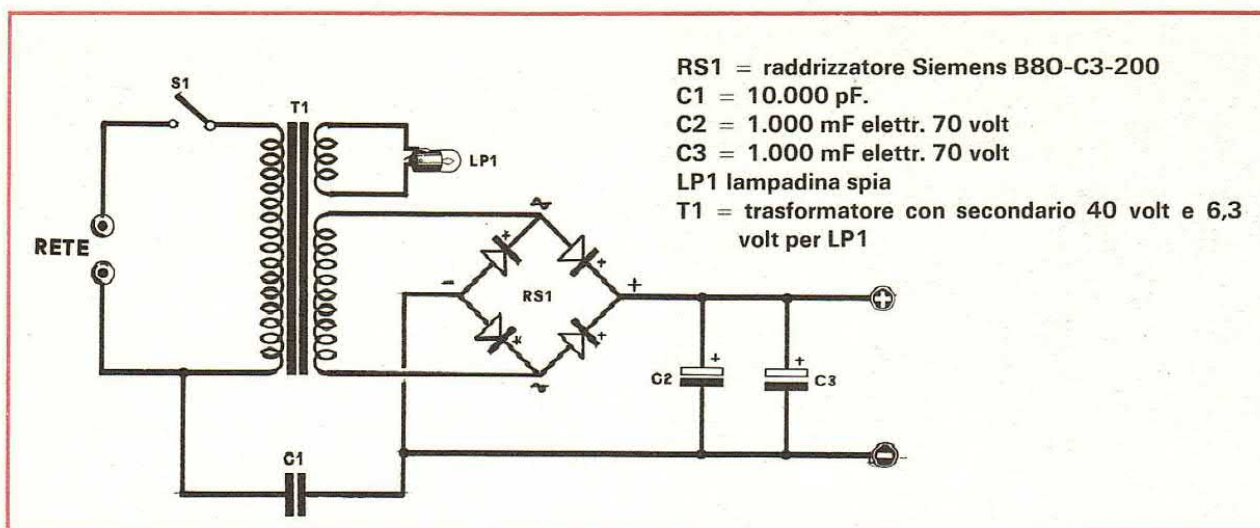 RS1 = raddrizzatore Siemens B80-C3-200
C1 = 10.000 pF.
C2 = 1.000 mF elettr. 70 volt
C3 = 1.000 mF elettr. 70 volt
LP1 lampadina spia
T1 = trasformatore con secondario 40 volt e 6,3
volt per LP1
S1
T1
LP1
RETE
RS1
C2
C3
C1